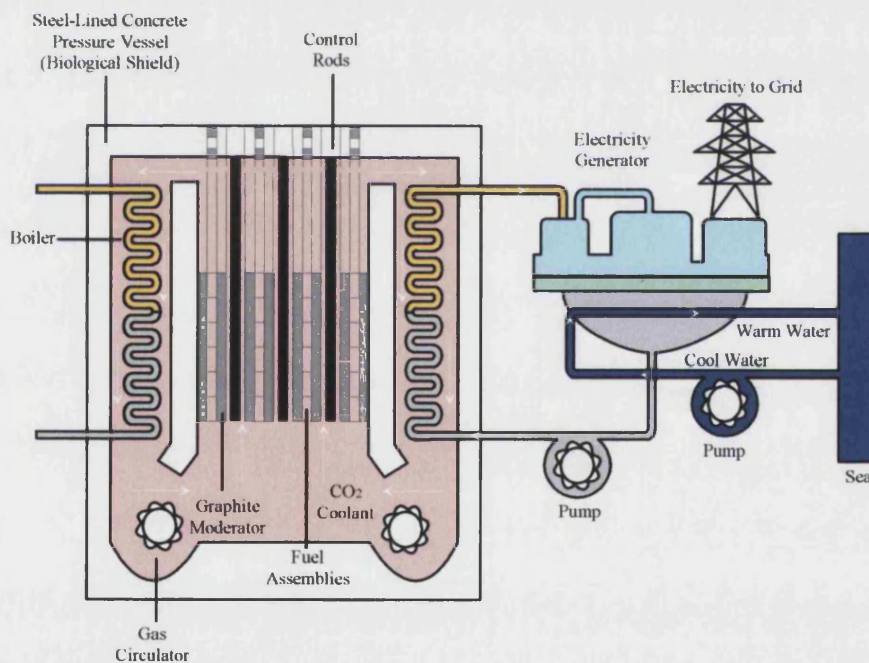 Steel-Lined Concrete
Pressure Vessel
(Biological Shield)
Control
Rods
Electricity to Grid
Electricity
Generator
Boiler
Warm Water
Cool Water
Pump
Sea
Graphite
Moderator
CO₂
Coolant
Pump
Fuel
Assemblies
Gas
Circulator